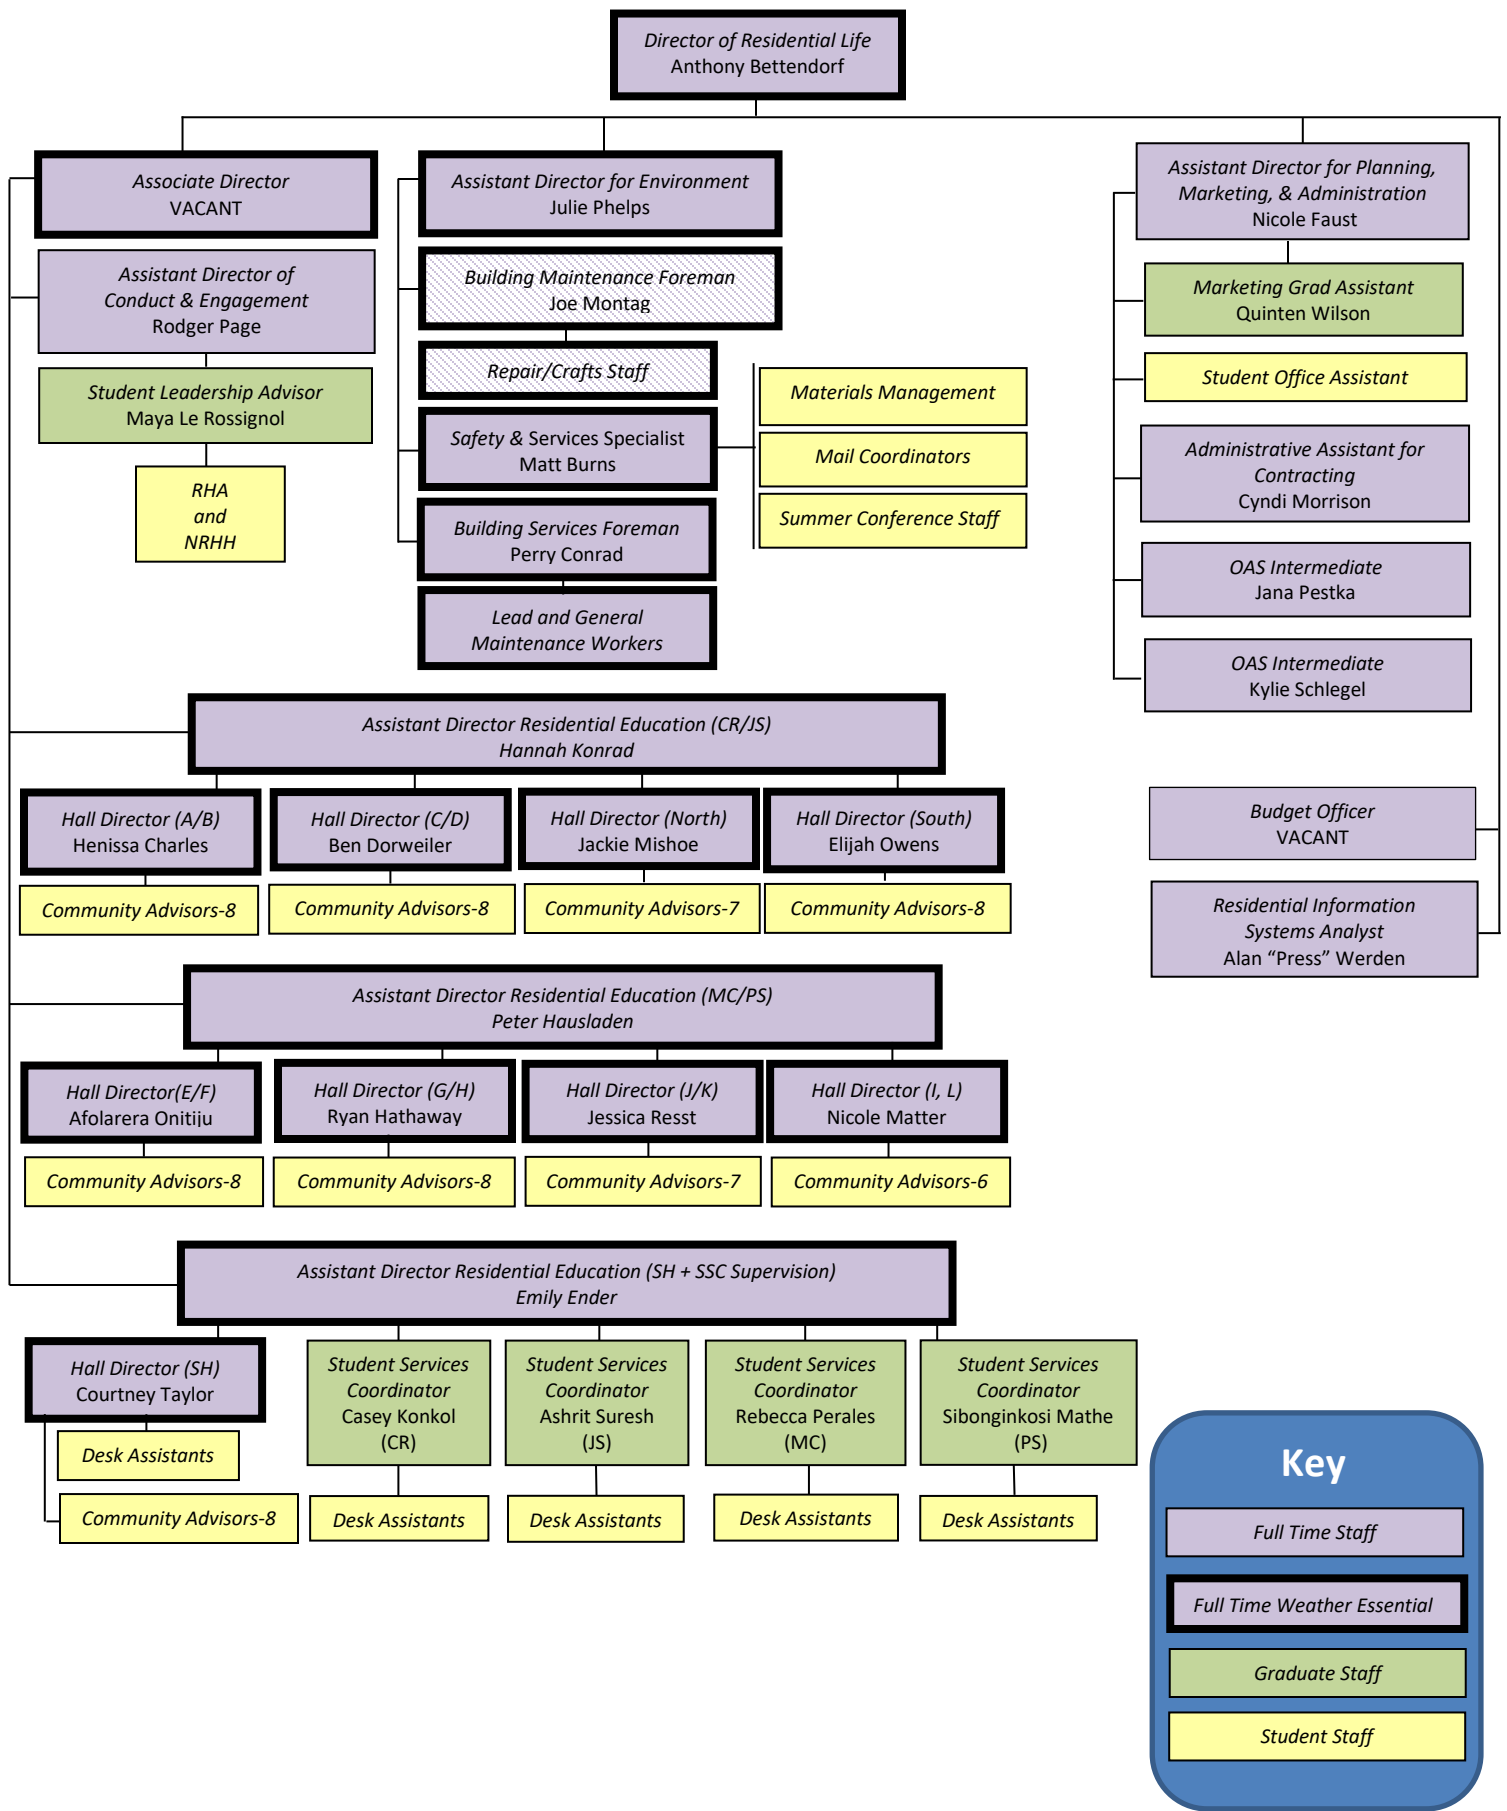 Director of Residential Life
Anthony Bettendorf
Associate Director
VACANT
Assistant Director of
Conduct & Engagement
Rodger Page
Student Leadership Advisor
Maya Le Rossignol
RHA
and
NRHH
Assistant Director for Environment
Julie Phelps
Building Maintenance Foreman
Joe Montag
Repair/Crafts Staff
Safety & Services Specialist
Matt Burns
Building Services Foreman
Perry Conrad
Lead and General
Maintenance Workers
Materials Management
Mail Coordinators
Summer Conference Staff
Assistant Director for Planning,
Marketing, & Administration
Nicole Faust
Marketing Grad Assistant
Quinten Wilson
Student Office Assistant
Administrative Assistant for
Contracting
Cyndi Morrison
OAS Intermediate
Jana Pestka
OAS Intermediate
Kylie Schlegel
Budget Officer
VACANT
Residential Information
Systems Analyst
Alan “Press” Werden
Assistant Director Residential Education (CR/JS)
Hannah Konrad
Hall Director (A/B)
Henissa Charles
Community Advisors-8
Hall Director (C/D)
Ben Dorweiler
Community Advisors-8
Hall Director (North)
Jackie Mishoe
Community Advisors-7
Hall Director (South)
Elijah Owens
Community Advisors-8
Assistant Director Residential Education (MC/PS)
Peter Hausladen
Hall Director(E/F)
Afolarera Onitiju
Community Advisors-8
Hall Director (G/H)
Ryan Hathaway
Community Advisors-8
Hall Director (J/K)
Jessica Resst
Community Advisors-7
Hall Director (I, L)
Nicole Matter
Community Advisors-6
Assistant Director Residential Education (SH + SSC Supervision)
Emily Ender
Hall Director (SH)
Courtney Taylor
Desk Assistants
Community Advisors-8
Student Services
Coordinator
Casey Konkol
(CR)
Desk Assistants
Student Services
Coordinator
Ashrit Suresh
(JS)
Desk Assistants
Student Services
Coordinator
Rebecca Perales
(MC)
Desk Assistants
Student Services
Coordinator
Sibonginkosi Mathe
(PS)
Desk Assistants
Key
Full Time Staff
Full Time Weather Essential
Graduate Staff
Student Staff